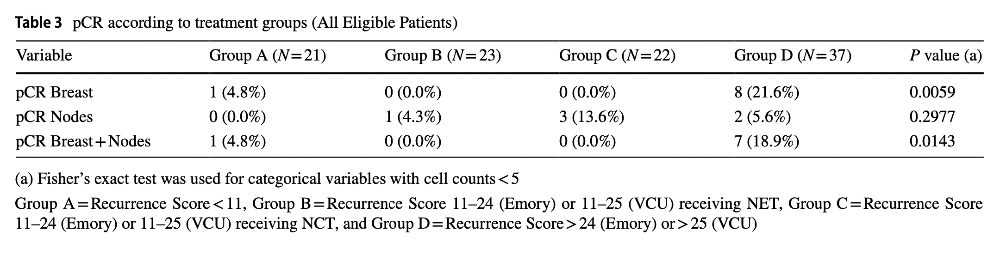 Table 3 pCR according to treatment groups (All Eligible Patients)
Variable Group A (N=21) Group B (N=23) Group C (N=22) Group D (N=37) P value (a)
pCR Breast 1 (4.8%) 0 (0.0%) 0 (0.0%) 8 (21.6%) 0.0059
pCR Nodes 0 (0.0%) 1 (4.3%) 3 (13.6%) 2 (5.6%) 0.2977
pCR Breast+Nodes 1 (4.8%) 0 (0.0%) 0 (0.0%) 7 (18.9%) 0.0143
(a) Fisher's exact test was used for categorical variables with cell counts<5
Group A=Recurrence Score<11, Group B=Recurrence Score 11–24 (Emory) or 11–25 (VCU) receiving NET, Group C=Recurrence Score
11–24 (Emory) or 11–25 (VCU) receiving NCT, and Group D=Recurrence Score>24 (Emory) or>25 (VCU)